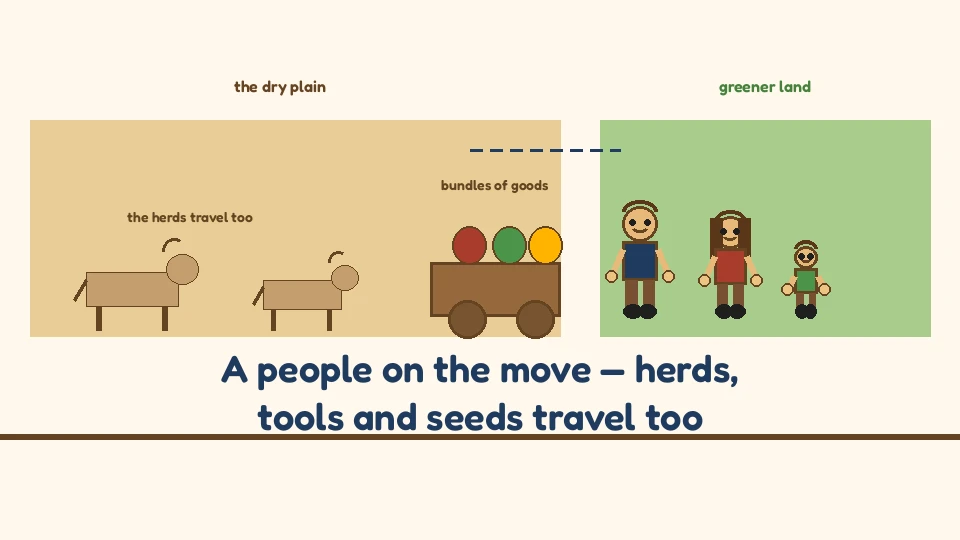 the dry plain
greener land
bundles of goods
the herds travel too
A people on the move — herds,
tools and seeds travel too